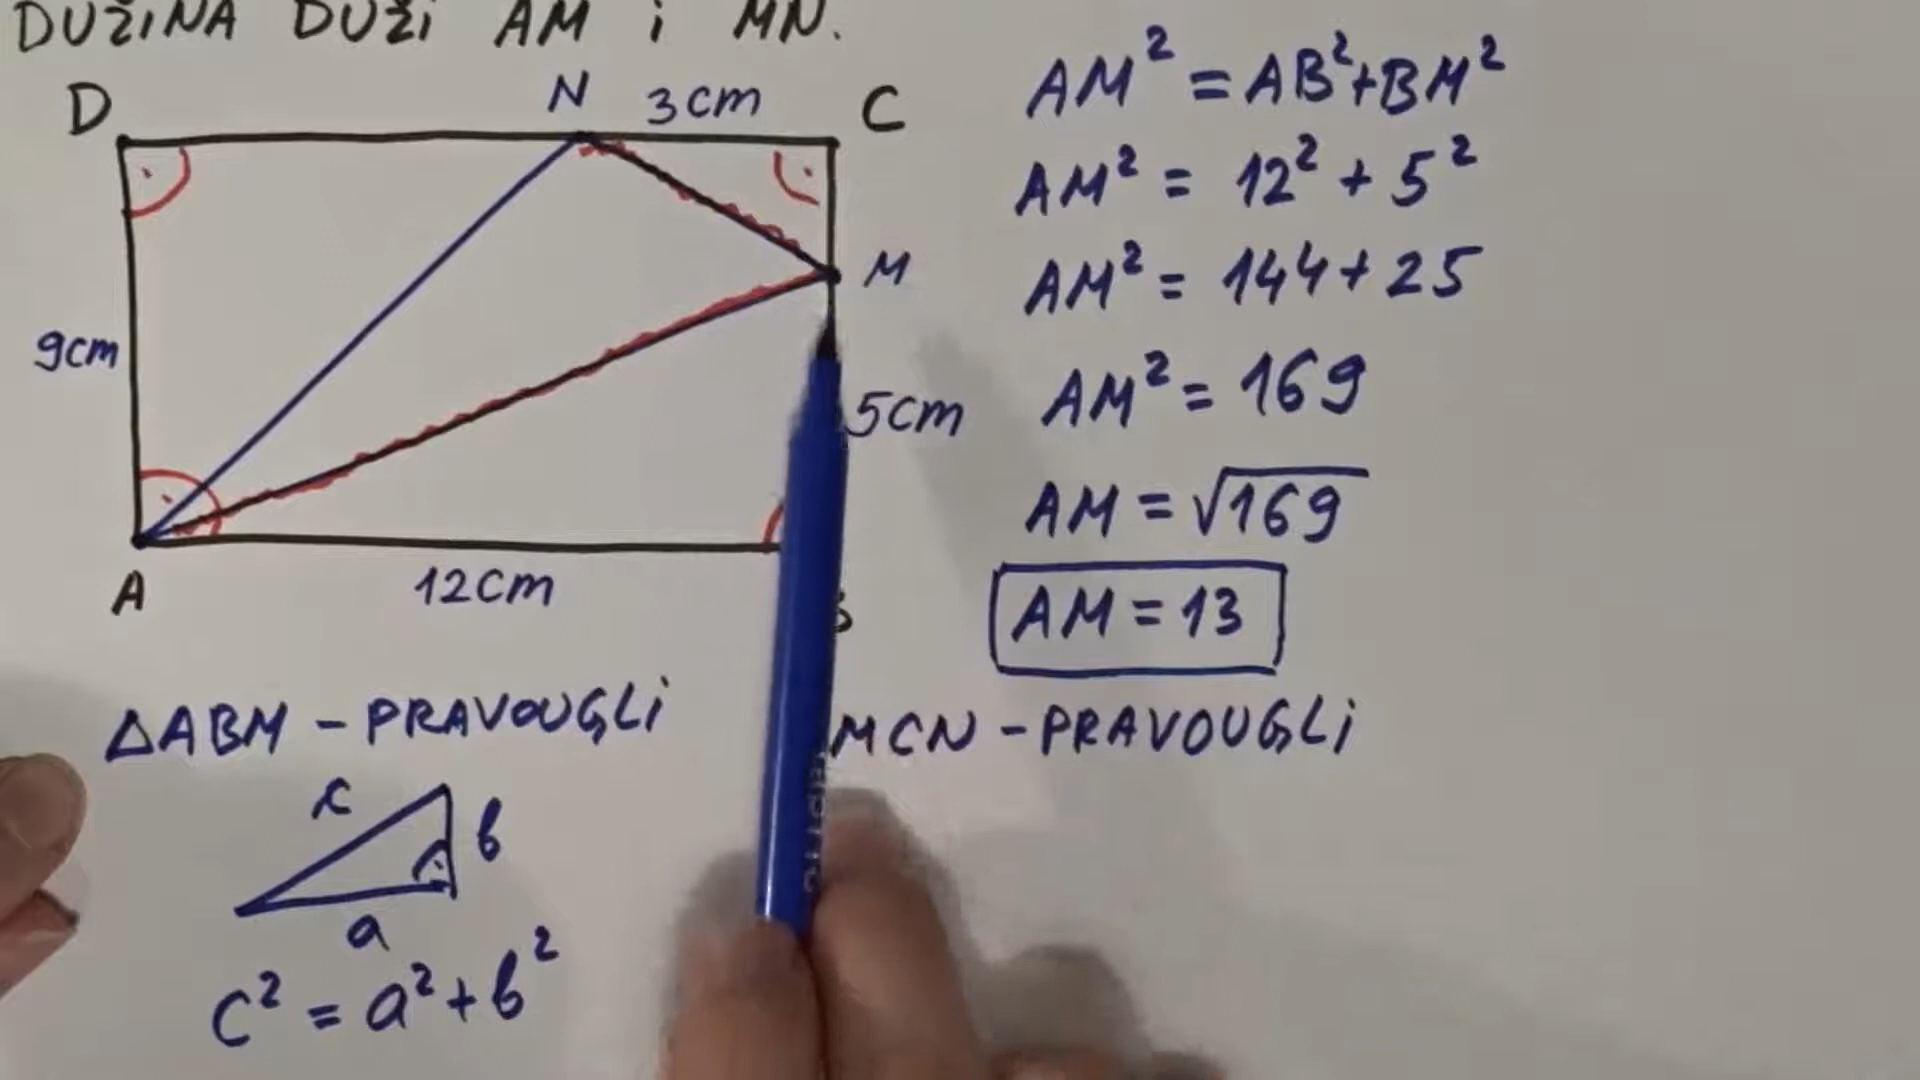 DUŽINA DUŽI AM i MN.
D
N
3cm
C
M
9cm
5cm
A
12cm
AM² = AB² + BM²
AM² = 12² + 5²
AM² = 144 + 25
AM² = 169
AM = √169
AM = 13
△ABM - PRAVOUGLI
MCN - PRAVOUGLI
c
b
a
c² = a² + b²